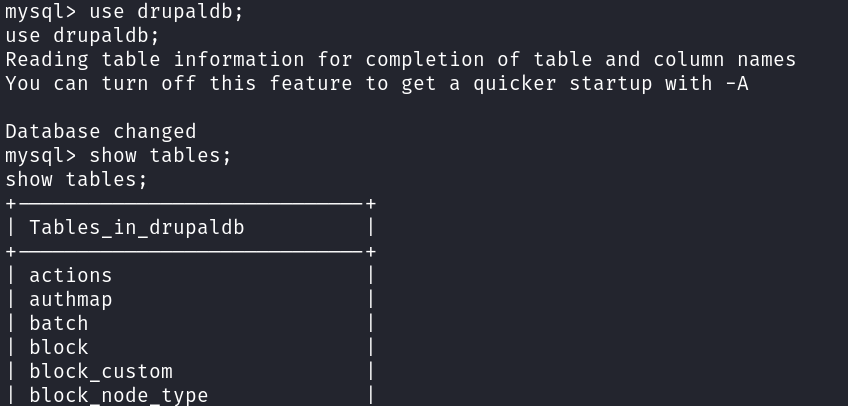 mysql> use drupaldb;
use drupaldb;
Reading table information for completion of table and column names
You can turn off this feature to get a quicker startup with -A
Database changed
mysql> show tables;
show tables;
+-----------------------------+
| Tables_in_drupaldb          |
+-----------------------------+
| actions                     |
| authmap                     |
| batch                       |
| block                       |
| block_custom                |
| block_node_type             |